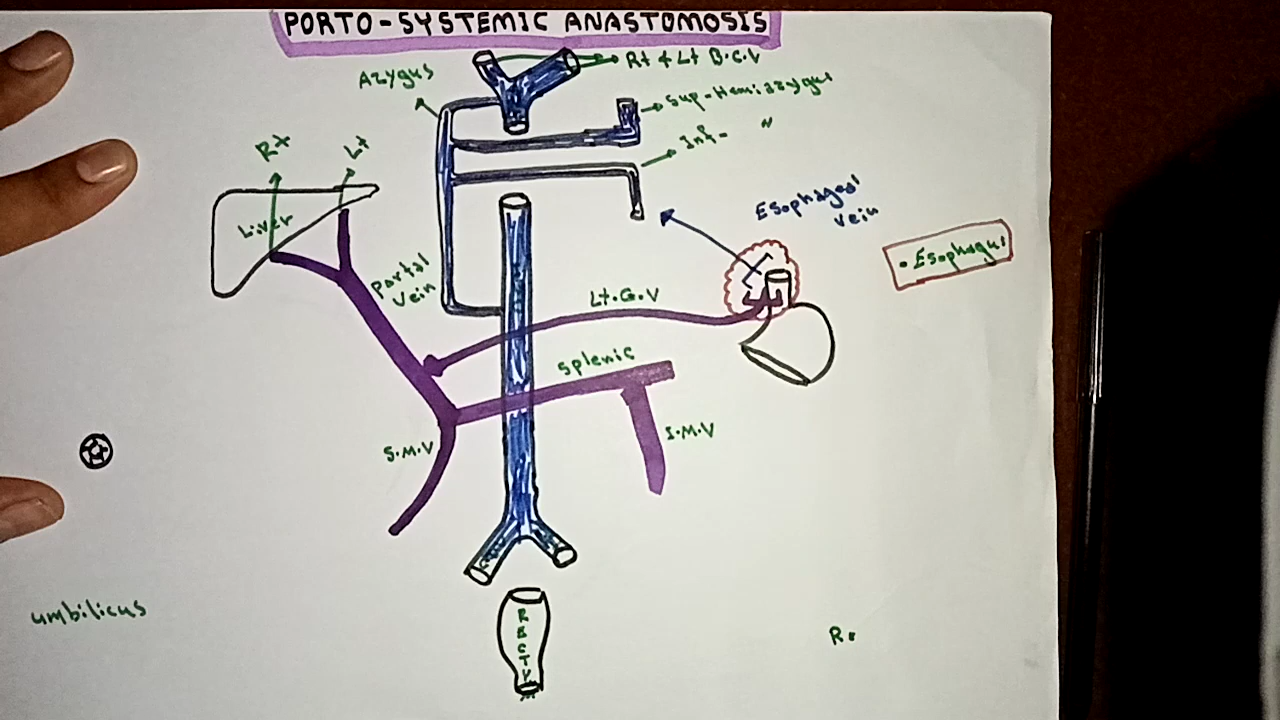 PORTO-SYSTEMIC ANASTOMOSIS
Rt & Lt B.C.V
Azygus
Sup-Hemiazygus
Inf- "
Rt
Lt
Liver
Esophageal
vein
• Esophagus
Portal
vein
Lt.G.V
splenic
S.M.V
I.M.V
umbilicus
RECTU
R.